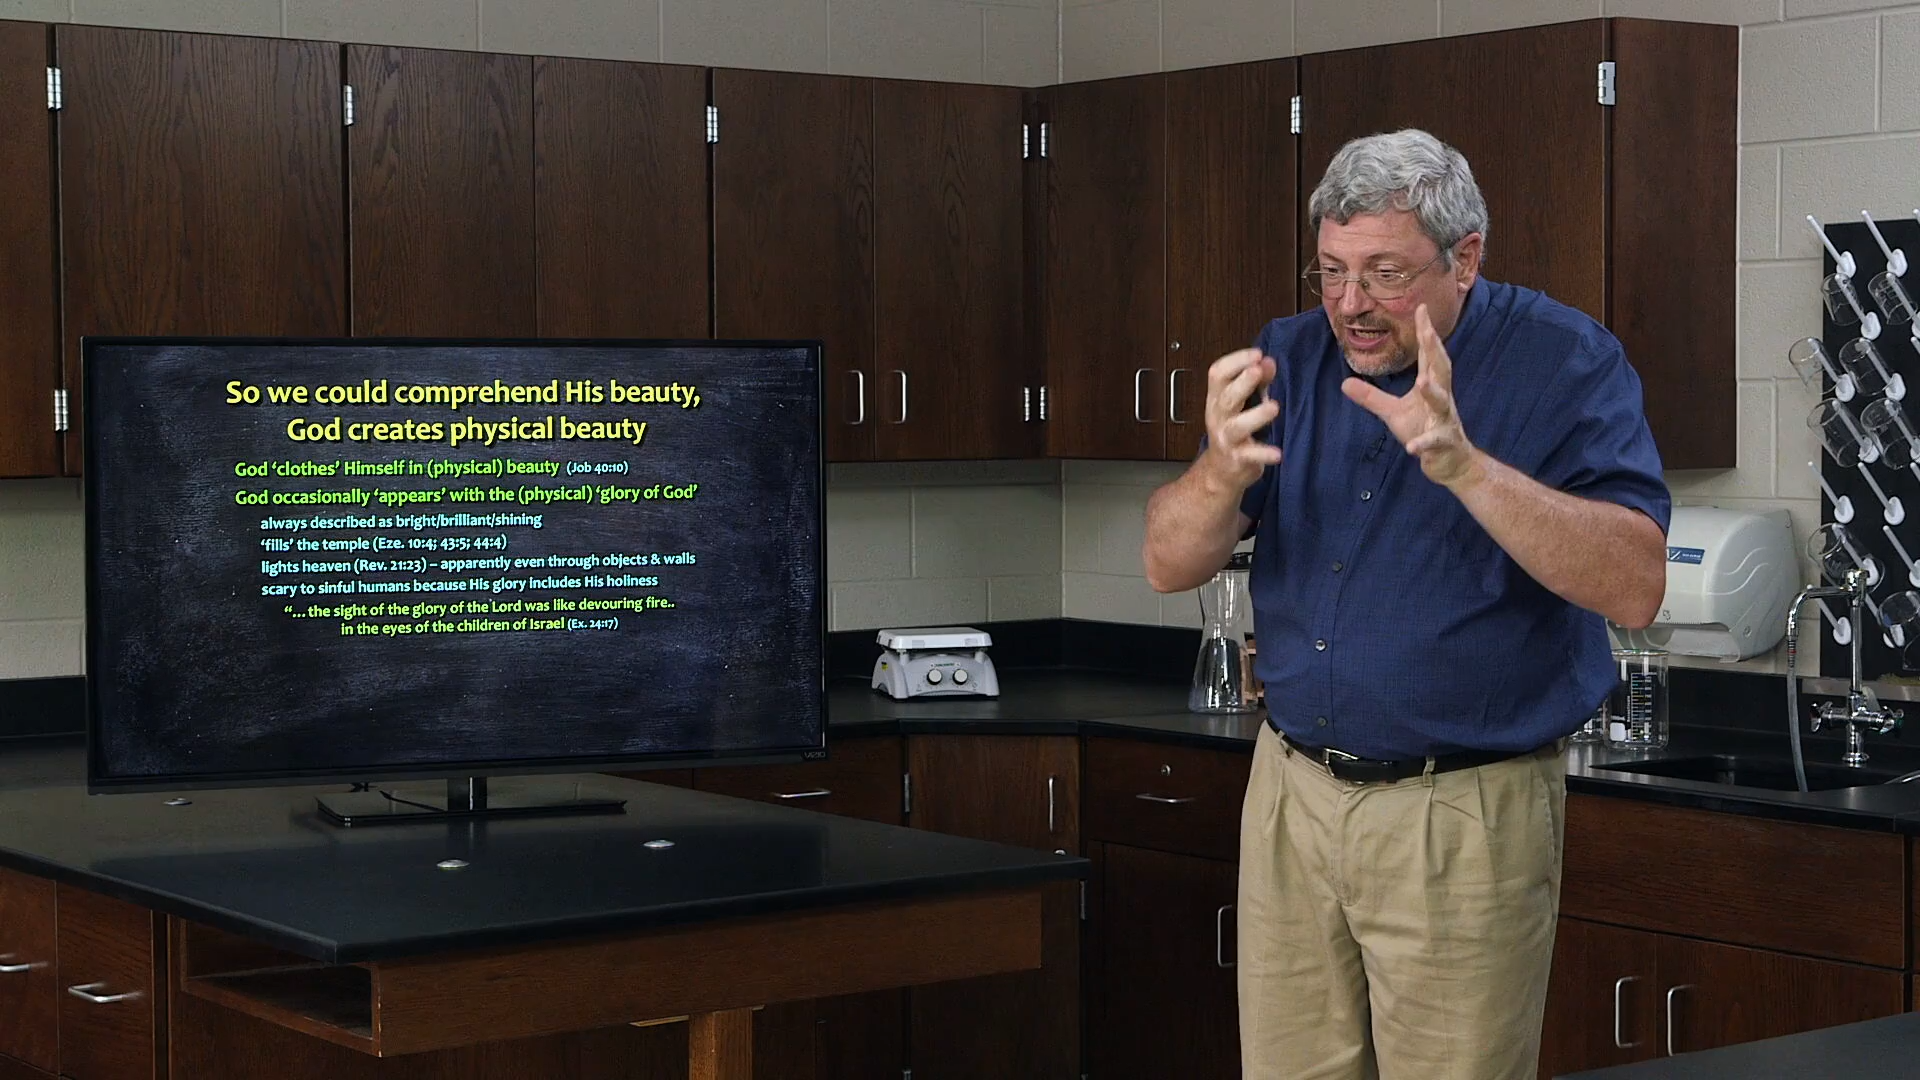 So we could comprehend His beauty,
God creates physical beauty
God ‘clothes’ Himself in (physical) beauty (Job 40:10)
God occasionally ‘appears’ with the (physical) ‘glory of God’
always described as bright/brilliant/shining
‘fills’ the temple (Eze. 10:4; 43:5; 44:4)
lights heaven (Rev. 21:23) – apparently even through objects & walls
scary to sinful humans because His glory includes His holiness
“... the sight of the glory of the Lord was like devouring fire..
in the eyes of the children of Israel (Ex. 24:17)
VIZIO